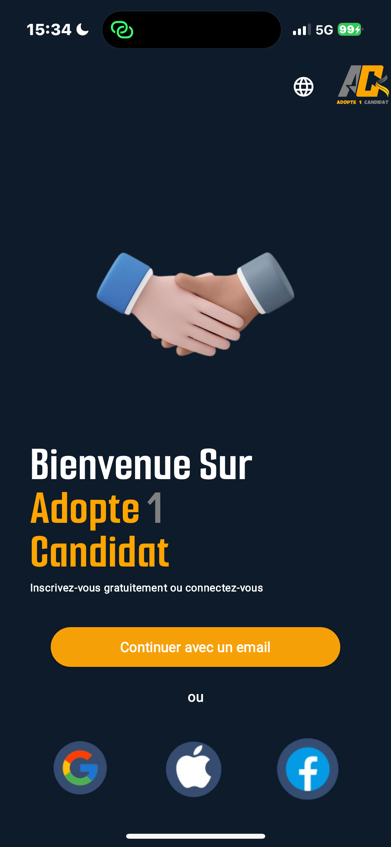 15:34
5G
99
AC
ADOPTE 1 CANDIDAT
Bienvenue Sur
Adopte 1
Candidat
Inscrivez-vous gratuitement ou connectez-vous
Continuer avec un email
ou